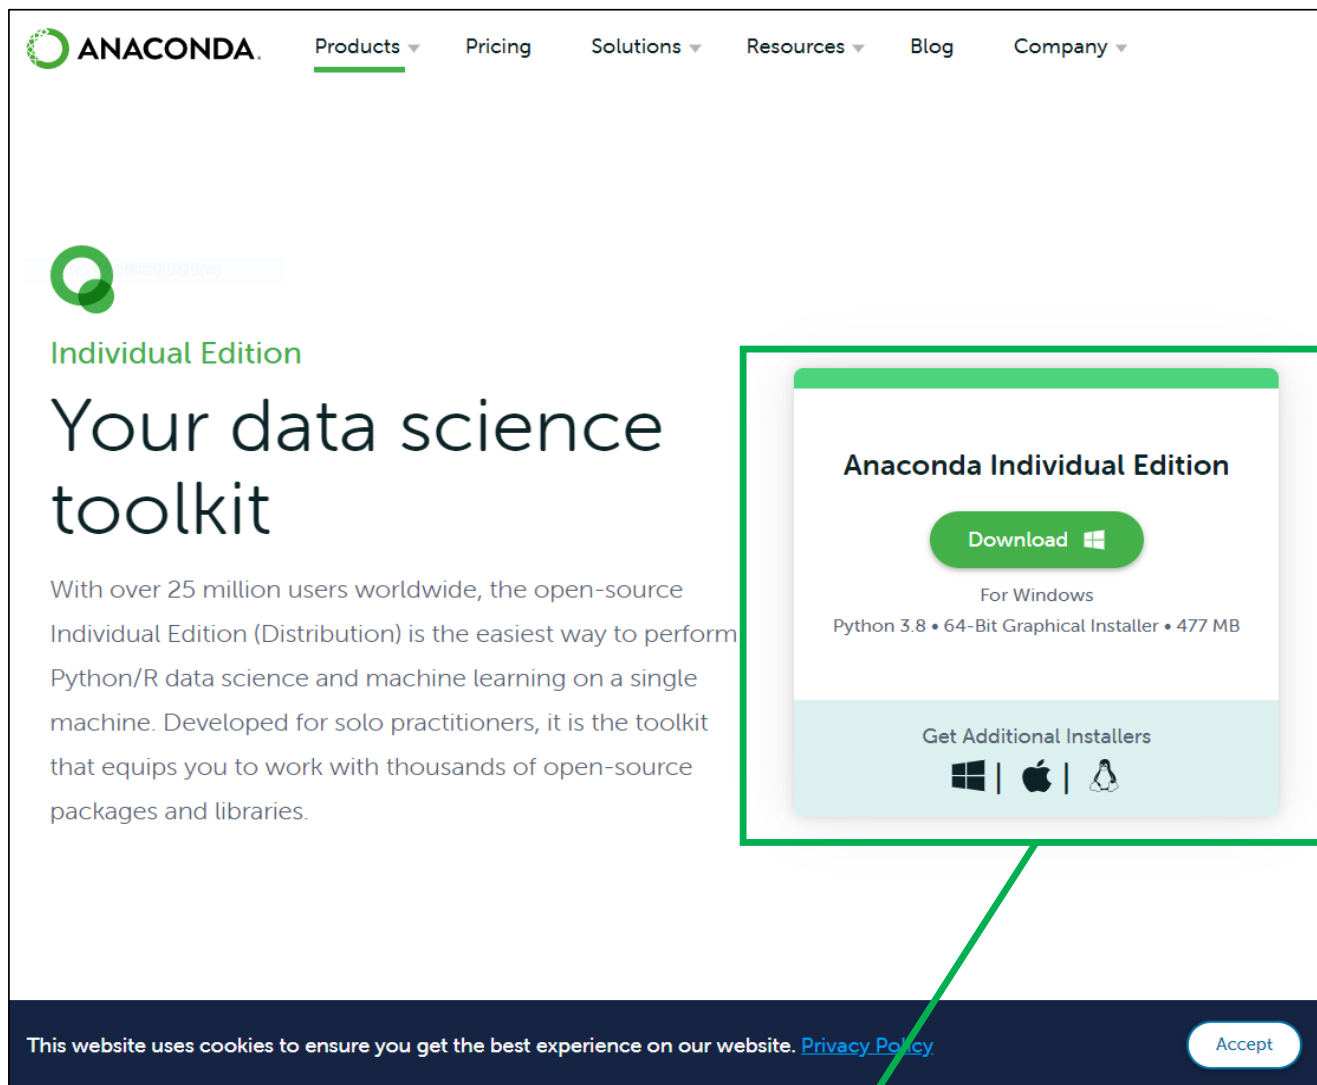 ANACONDA.
Products Pricing Solutions Resources Blog Company
Individual Edition
Your data science
toolkit
With over 25 million users worldwide, the open-source
Individual Edition (Distribution) is the easiest way to perform
Python/R data science and machine learning on a single
machine. Developed for solo practitioners, it is the toolkit
that equips you to work with thousands of open-source
packages and libraries.
Anaconda Individual Edition
Download
For Windows
Python 3.8 • 64-Bit Graphical Installer • 477 MB
Get Additional Installers
This website uses cookies to ensure you get the best experience on our website. Privacy Policy
Accept